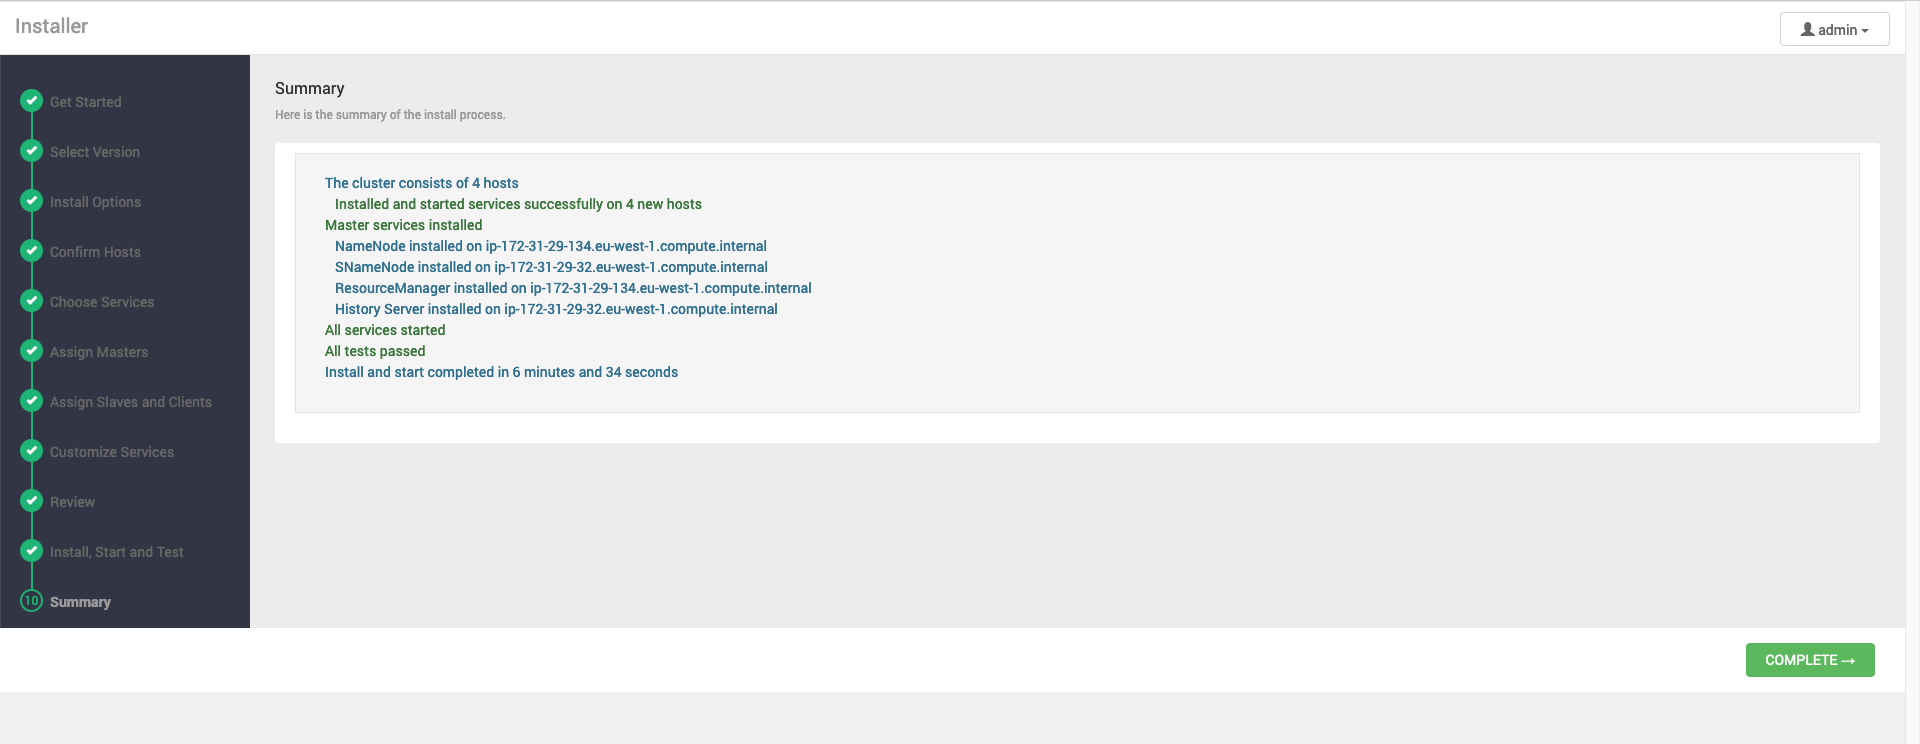 Installer
admin
Get Started
Select Version
Install Options
Confirm Hosts
Choose Services
Assign Masters
Assign Slaves and Clients
Customize Services
Review
Install, Start and Test
10 Summary
Summary
Here is the summary of the install process.
The cluster consists of 4 hosts
Installed and started services successfully on 4 new hosts
Master services installed
NameNode installed on ip-172-31-29-134.eu-west-1.compute.internal
SNameNode installed on ip-172-31-29-32.eu-west-1.compute.internal
ResourceManager installed on ip-172-31-29-134.eu-west-1.compute.internal
History Server installed on ip-172-31-29-32.eu-west-1.compute.internal
All services started
All tests passed
Install and start completed in 6 minutes and 34 seconds
COMPLETE →